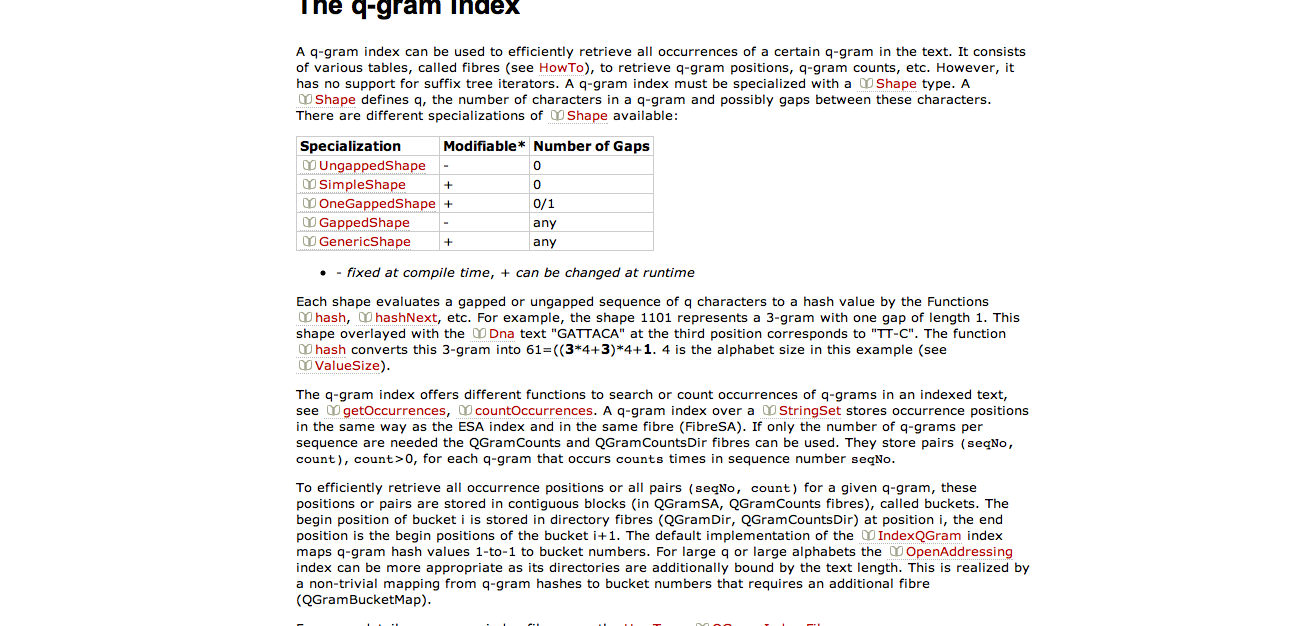 The q-gram Index
A q-gram index can be used to efficiently retrieve all occurrences of a certain q-gram in the text. It consists
of various tables, called fibres (see HowTo), to retrieve q-gram positions, q-gram counts, etc. However, it
has no support for suffix tree iterators. A q-gram index must be specialized with a Shape type. A
Shape defines q, the number of characters in a q-gram and possibly gaps between these characters.
There are different specializations of Shape available:
Specialization Modifiable* Number of Gaps
UngappedShape - 0
SimpleShape + 0
OneGappedShape + 0/1
GappedShape - any
GenericShape + any
• - fixed at compile time, + can be changed at runtime
Each shape evaluates a gapped or ungapped sequence of q characters to a hash value by the Functions
hash, hashNext, etc. For example, the shape 1101 represents a 3-gram with one gap of length 1. This
shape overlayed with the Dna text "GATTACA" at the third position corresponds to "TT-C". The function
hash converts this 3-gram into 61=((3*4+3)*4+1. 4 is the alphabet size in this example (see
ValueSize).
The q-gram index offers different functions to search or count occurrences of q-grams in an indexed text,
see getOccurrences, countOccurrences. A q-gram index over a StringSet stores occurrence positions
in the same way as the ESA index and in the same fibre (FibreSA). If only the number of q-grams per
sequence are needed the QGramCounts and QGramCountsDir fibres can be used. They store pairs (seqNo,
count), count>0, for each q-gram that occurs counts times in sequence number seqNo.
To efficiently retrieve all occurrence positions or all pairs (seqNo, count) for a given q-gram, these
positions or pairs are stored in contiguous blocks (in QGramSA, QGramCounts fibres), called buckets. The
begin position of bucket i is stored in directory fibres (QGramDir, QGramCountsDir) at position i, the end
position is the begin positions of the bucket i+1. The default implementation of the IndexQGram index
maps q-gram hash values 1-to-1 to bucket numbers. For large q or large alphabets the OpenAddressing
index can be more appropriate as its directories are additionally bound by the text length. This is realized by
a non-trivial mapping from q-gram hashes to bucket numbers that requires an additional fibre
(QGramBucketMap).